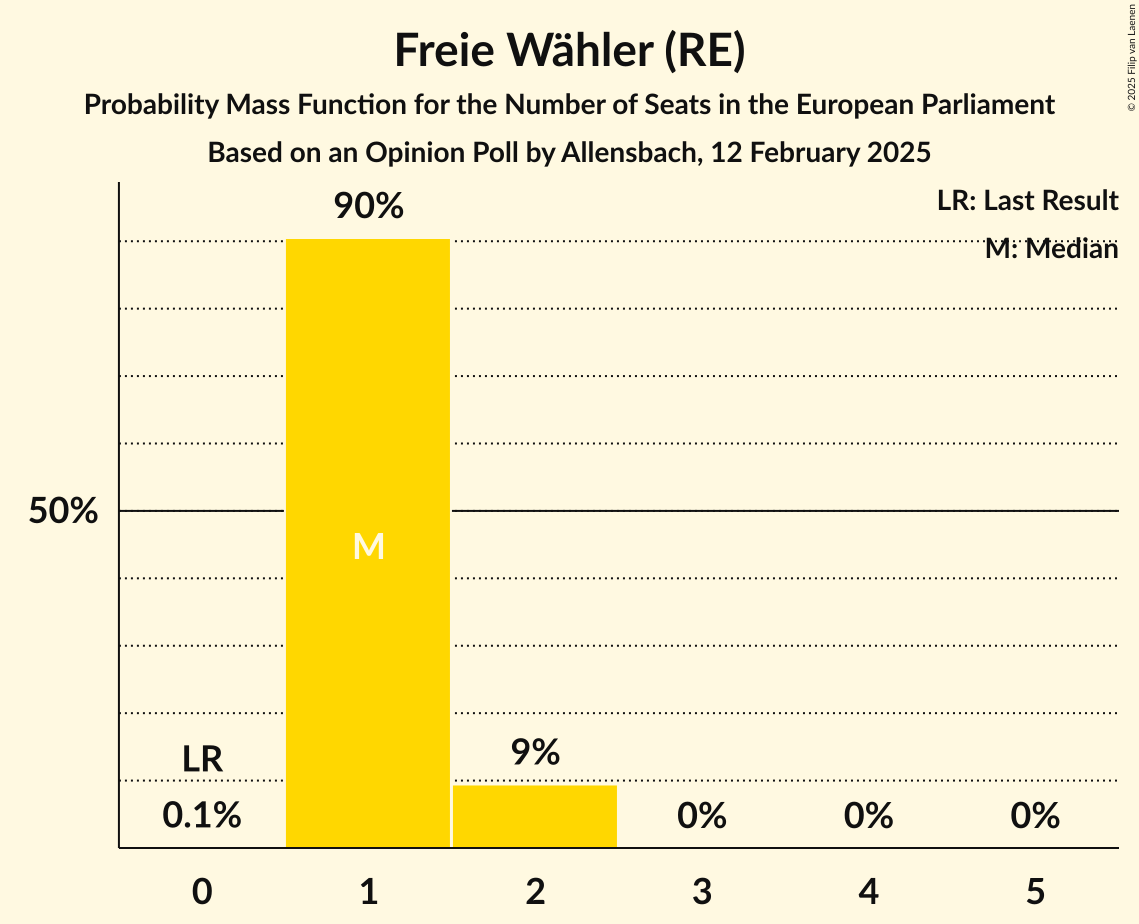 Freie Wähler (RE)
Probability Mass Function for the Number of Seats in the European Parliament
Based on an Opinion Poll by Allensbach, 12 February 2025
© 2025 Filip van Laenen
LR: Last Result
M: Median
90%
50%
M
LR
9%
0.1%
0%
0%
0%
0
1
2
3
4
5